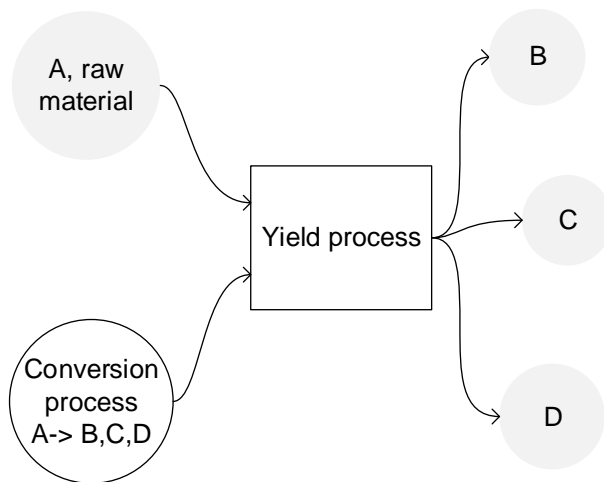 A, raw
material
B
Yield process
C
Conversion
process
A-> B,C,D
D